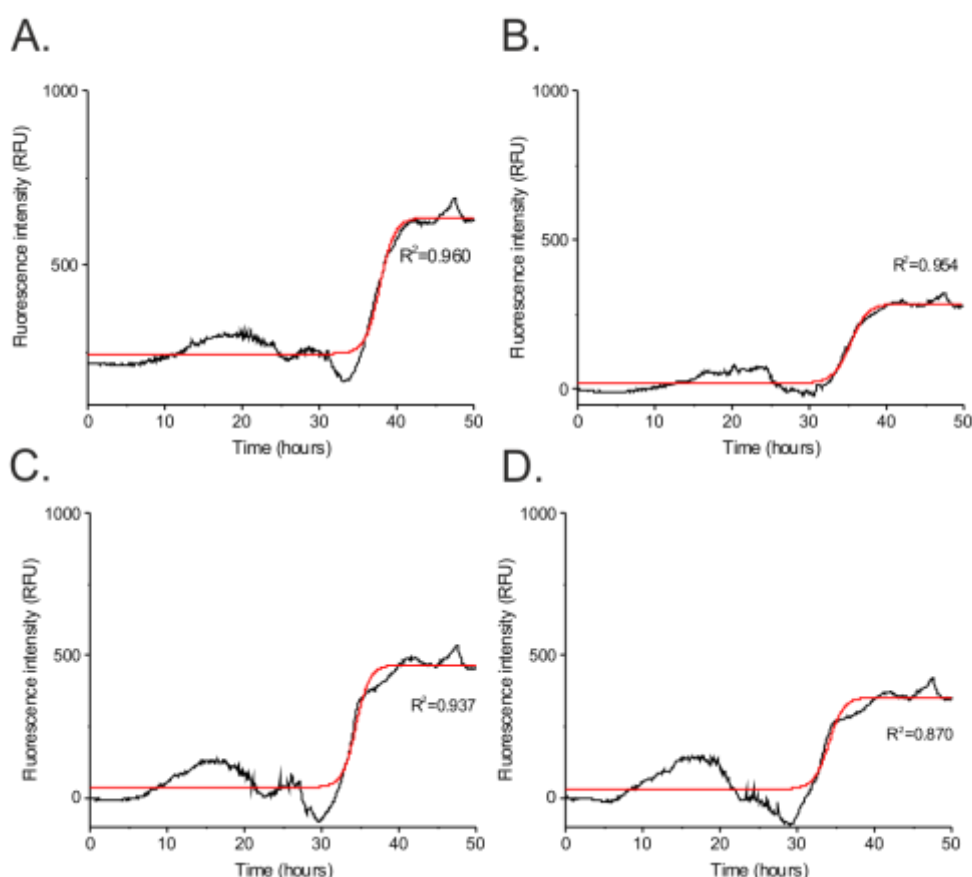 A.
B.
1000
500
Fluorescence intensity (RFU)
R²=0.960
0 10 20 30 40 50
Time (hours)
1000
500
0
Fluorescence intensity (RFU)
R²=0.954
0 10 20 30 40 50
Time (hours)
C.
D.
1000
500
0
Fluorescence intensity (RFU)
R²=0.937
0 10 20 30 40 50
Time (hours)
1000
500
0
Fluorescence intensity (RFU)
R²=0.870
0 10 20 30 40 50
Time (hours)